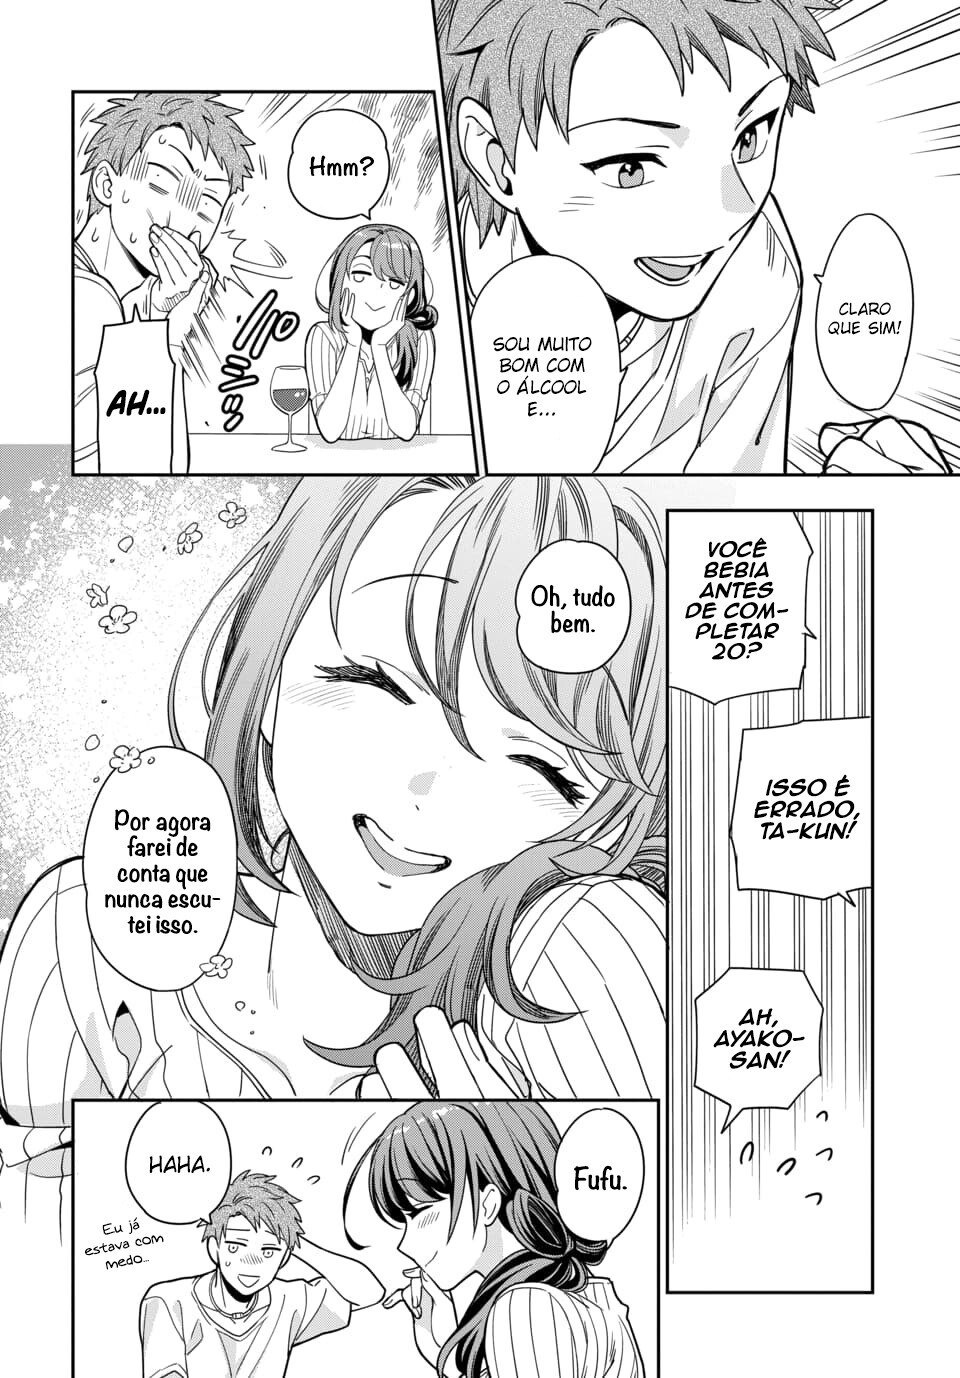 CLARO
QUE SIM!
SOU MUITO
BOM COM
O ÁLCOOL
E...
Hmm?
AH...
VOCÊ
BEBIA
ANTES
DE COM-
PLETAR
20?
ISSO É
ERRADO,
TA-KUN!
AH,
AYAKO-
SAN!
Oh, tudo
bem.
Por agora
farei de
conta que
nunca escu-
tei isso.
Fufu.
HAHA.
Eu já
estava com
medo...